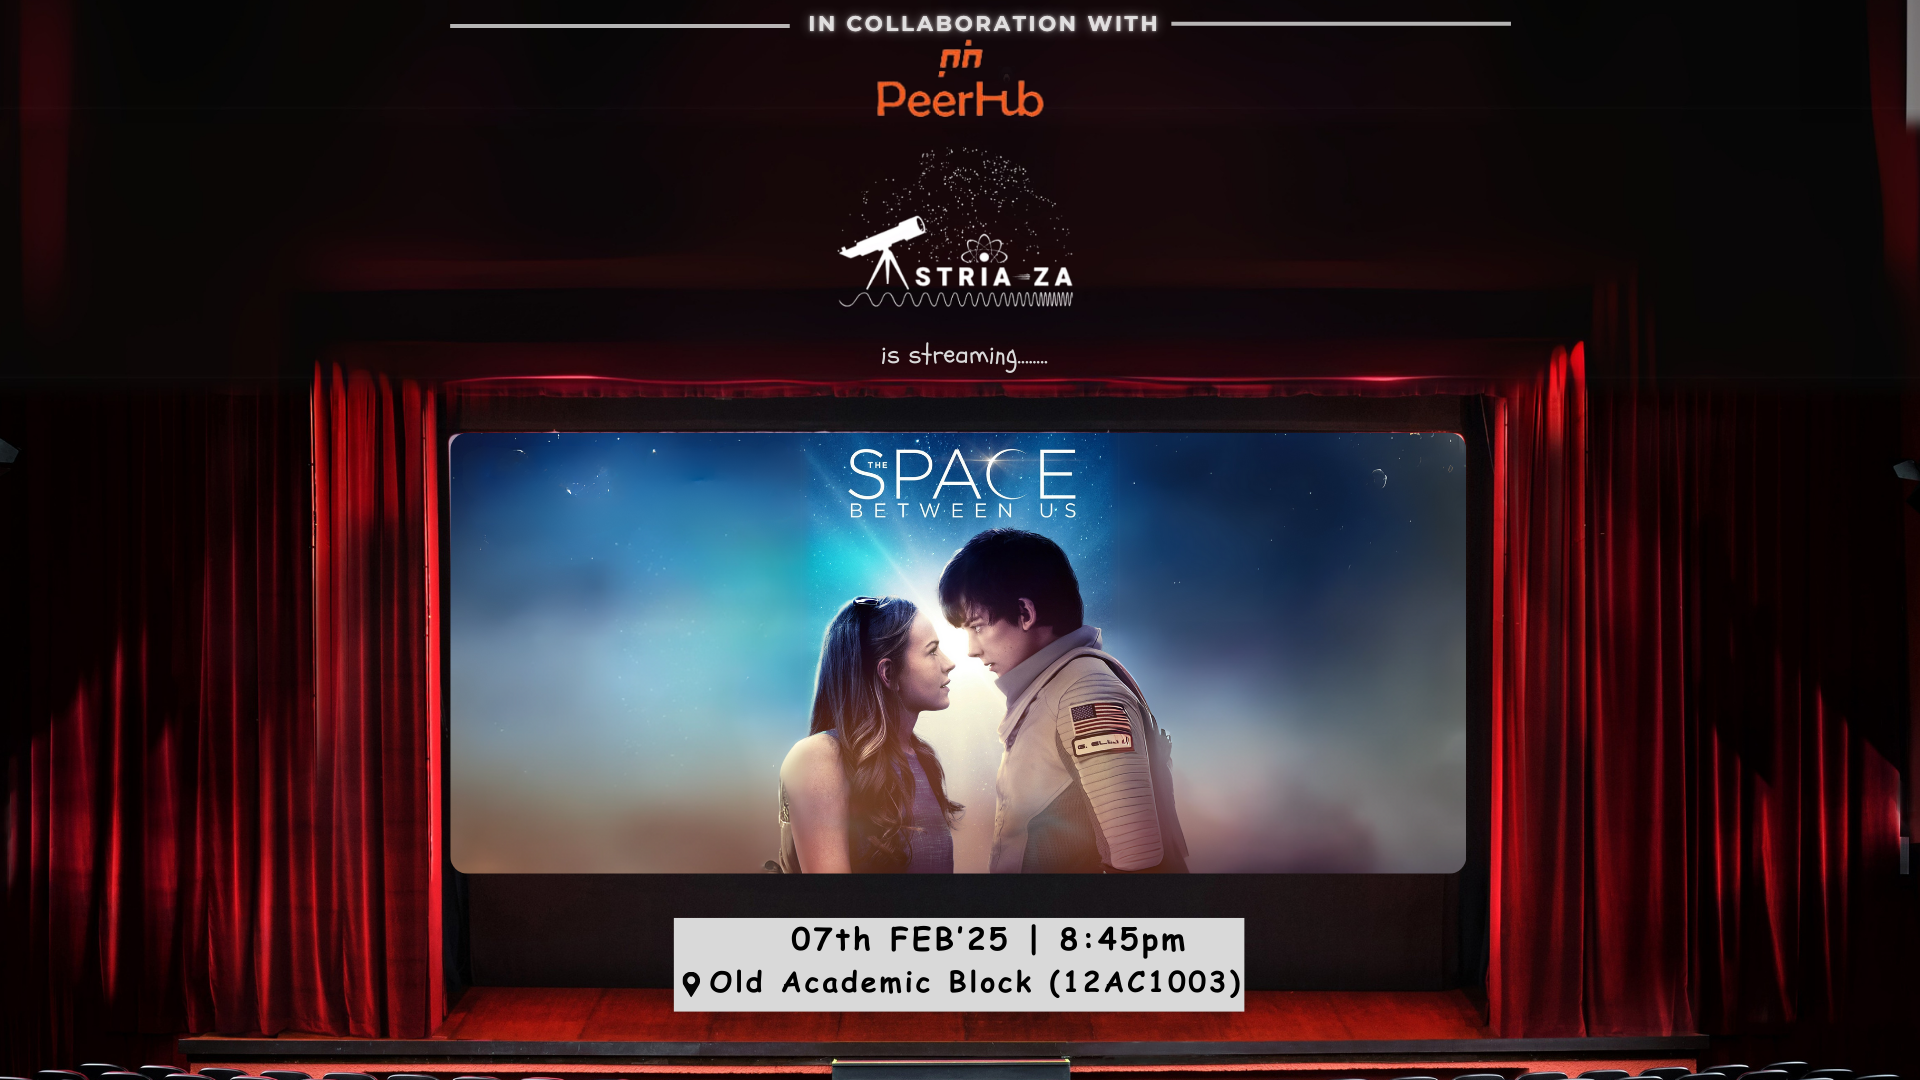 IN COLLABORATION WITH
PeerHub
ASTRIA-ZA
is streaming........
THE
SPACE
BETWEEN US
07th FEB'25 | 8:45pm
Old Academic Block (12AC1003)